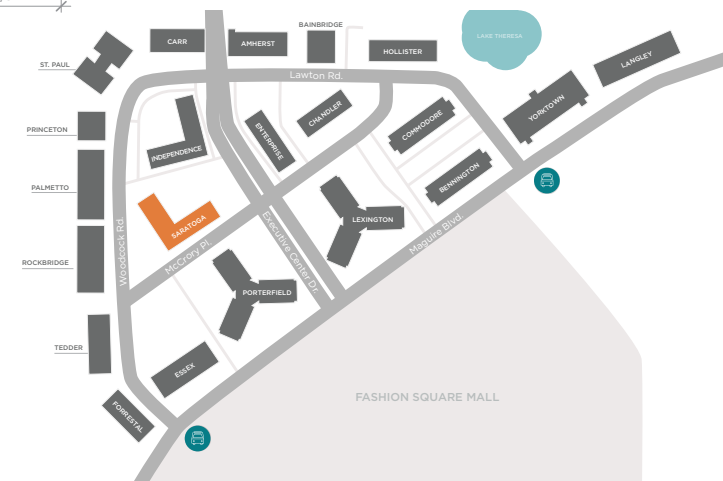 BAINBRIDGE
CARR
AMHERST
HOLLISTER
LAKE THERESA
LANGLEY
ST. PAUL
Lawton Rd.
YORKTOWN
CHANDLER
COMMODORE
PRINCETON
ENTERPRISE
INDEPENDENCE
BENNINGTON
PALMETTO
SARATOGA
LEXINGTON
Woodcock Rd.
McCrory Pl.
Executive Center Dr.
Maguire Blvd.
ROCKBRIDGE
PORTERFIELD
TEDDER
ESSEX
FORRESTAL
FASHION SQUARE MALL